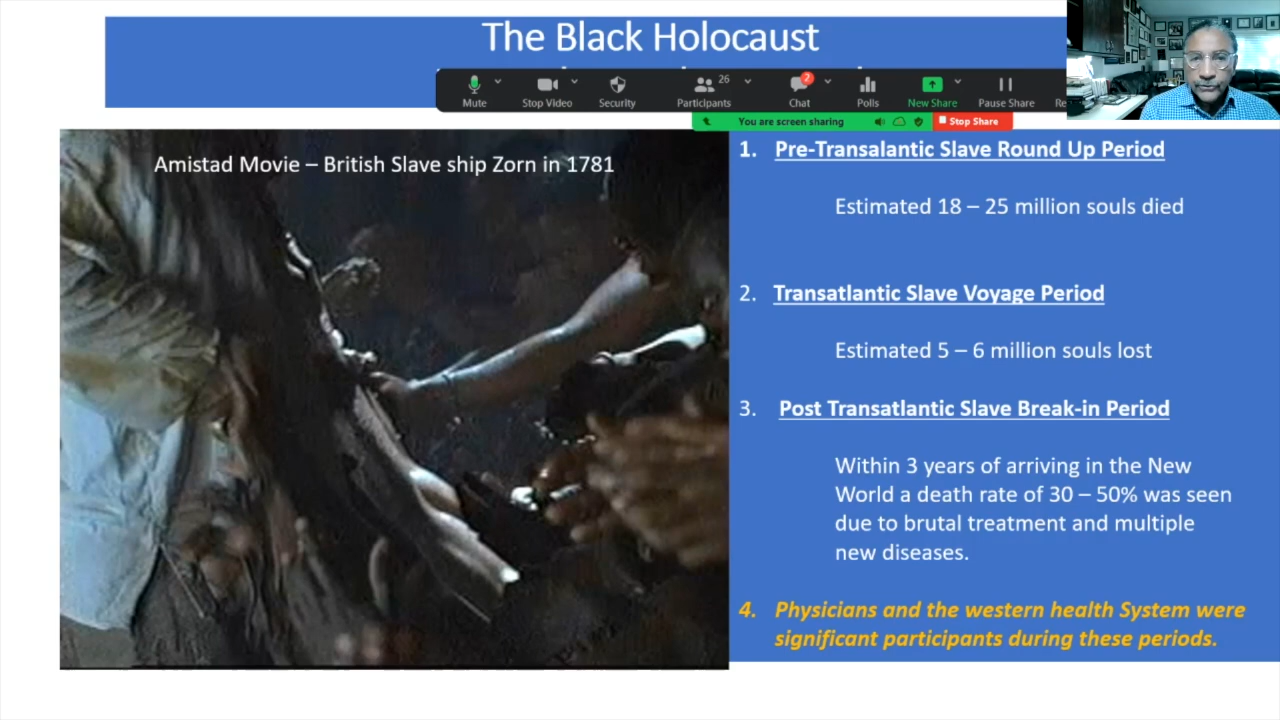 The Black Holocaust
26
2
Mute
Stop Video
Security
Participants
Chat
Polls
New Share
Pause Share
Re
You are screen sharing
Stop Share
Amistad Movie – British Slave ship Zorn in 1781
1. Pre-Transalantic Slave Round Up Period
Estimated 18 – 25 million souls died
2. Transatlantic Slave Voyage Period
Estimated 5 – 6 million souls lost
3. Post Transatlantic Slave Break-in Period
Within 3 years of arriving in the New
World a death rate of 30 – 50% was seen
due to brutal treatment and multiple
new diseases.
4. Physicians and the western health System were
significant participants during these periods.